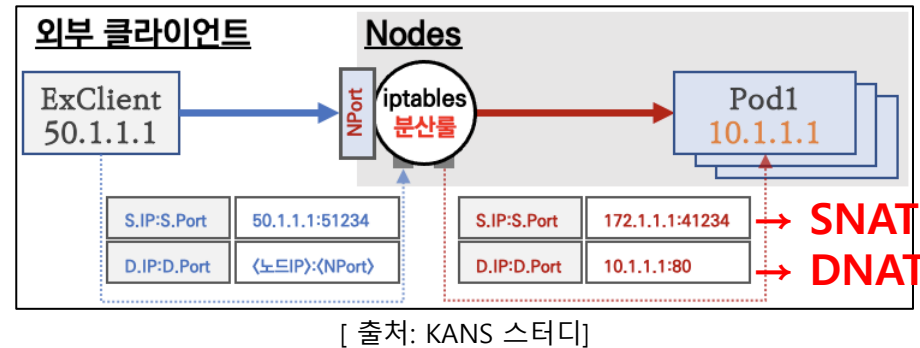 외부 클라이언트
Nodes
ExClient
50.1.1.1
NPort
iptables
분산룰
Pod1
10.1.1.1
S.IP:S.Port 50.1.1.1:51234
D.IP:D.Port <노드IP>:<NPort>
S.IP:S.Port 172.1.1.1:41234 → SNAT
D.IP:D.Port 10.1.1.1:80 → DNAT
[ 출처: KANS 스터디]